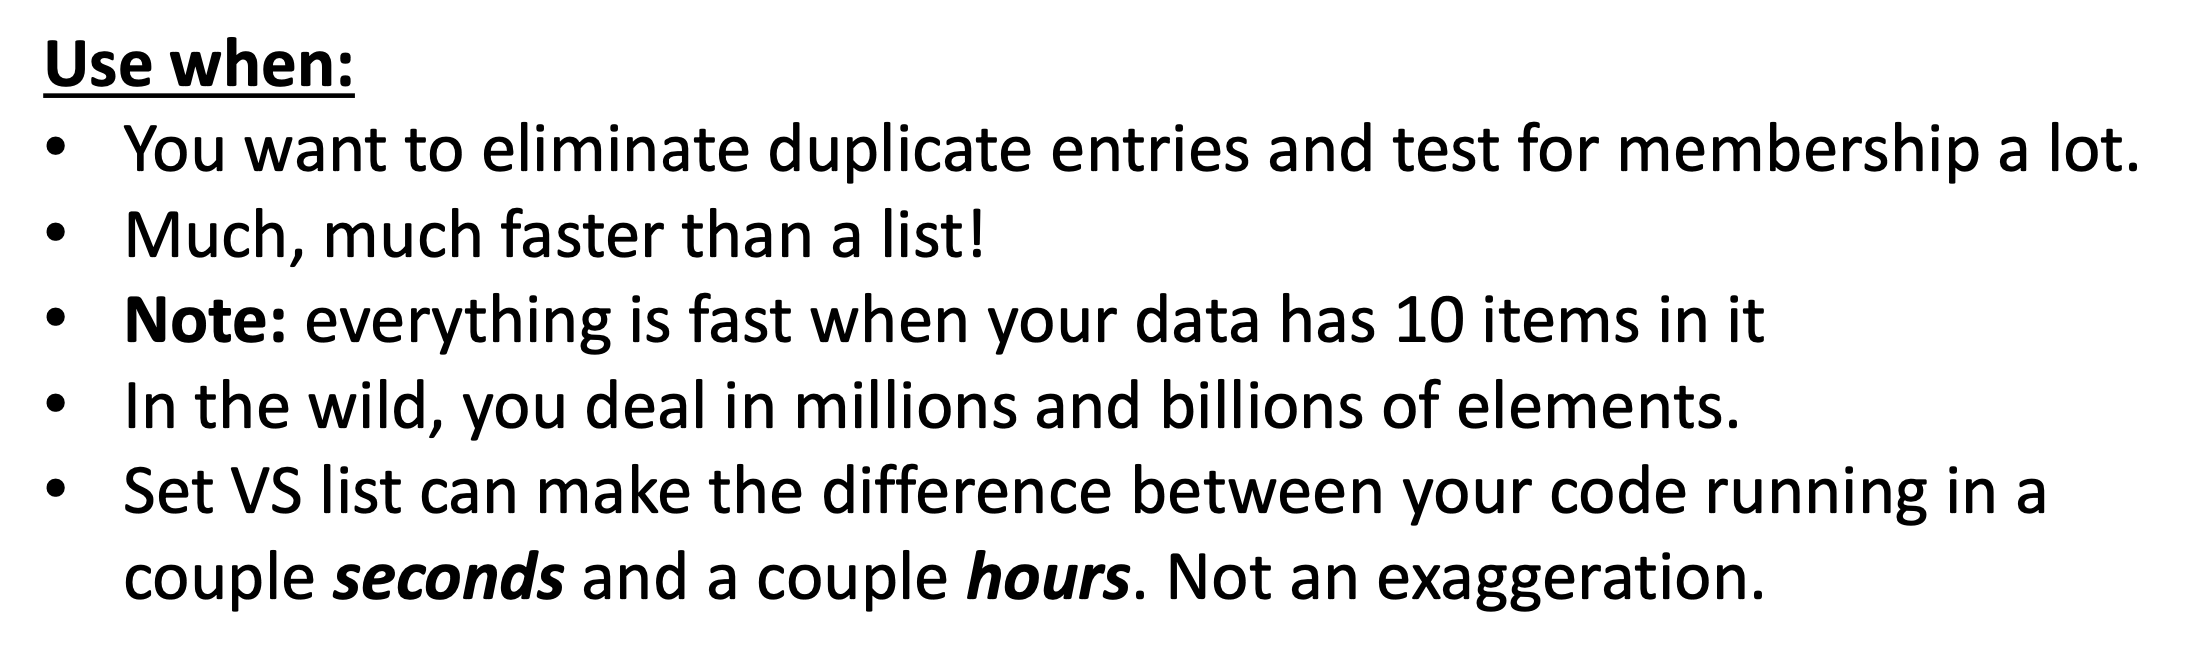 Use when:
• You want to eliminate duplicate entries and test for membership a lot.
• Much, much faster than a list!
• Note: everything is fast when your data has 10 items in it
• In the wild, you deal in millions and billions of elements.
• Set VS list can make the difference between your code running in a
couple seconds and a couple hours. Not an exaggeration.